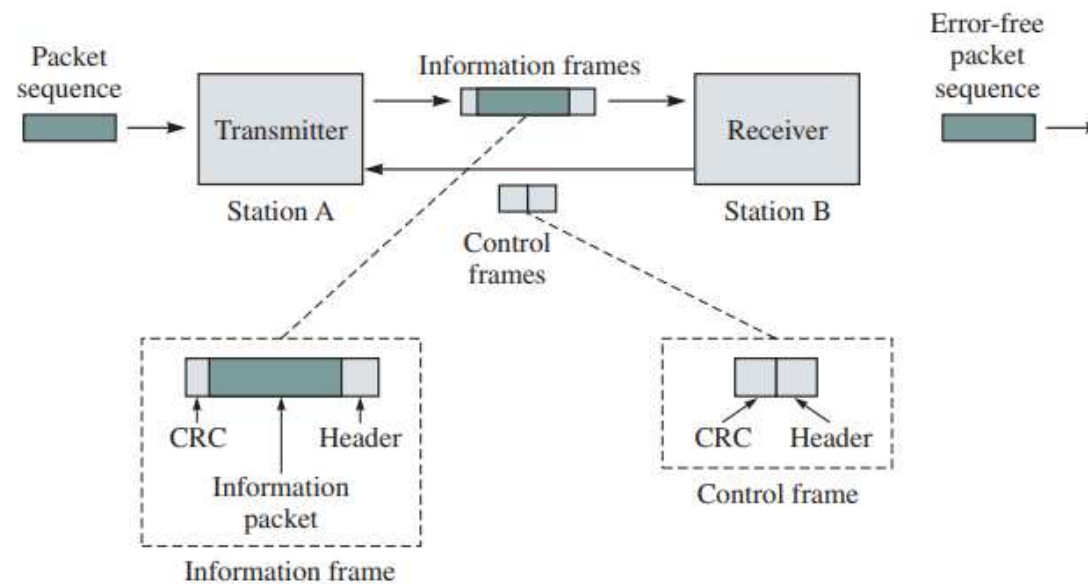 Packet
sequence
Transmitter
Station A
Information frames
Control
frames
Receiver
Station B
Error-free
packet
sequence
CRC
Header
Information
packet
Information frame
CRC
Header
Control frame